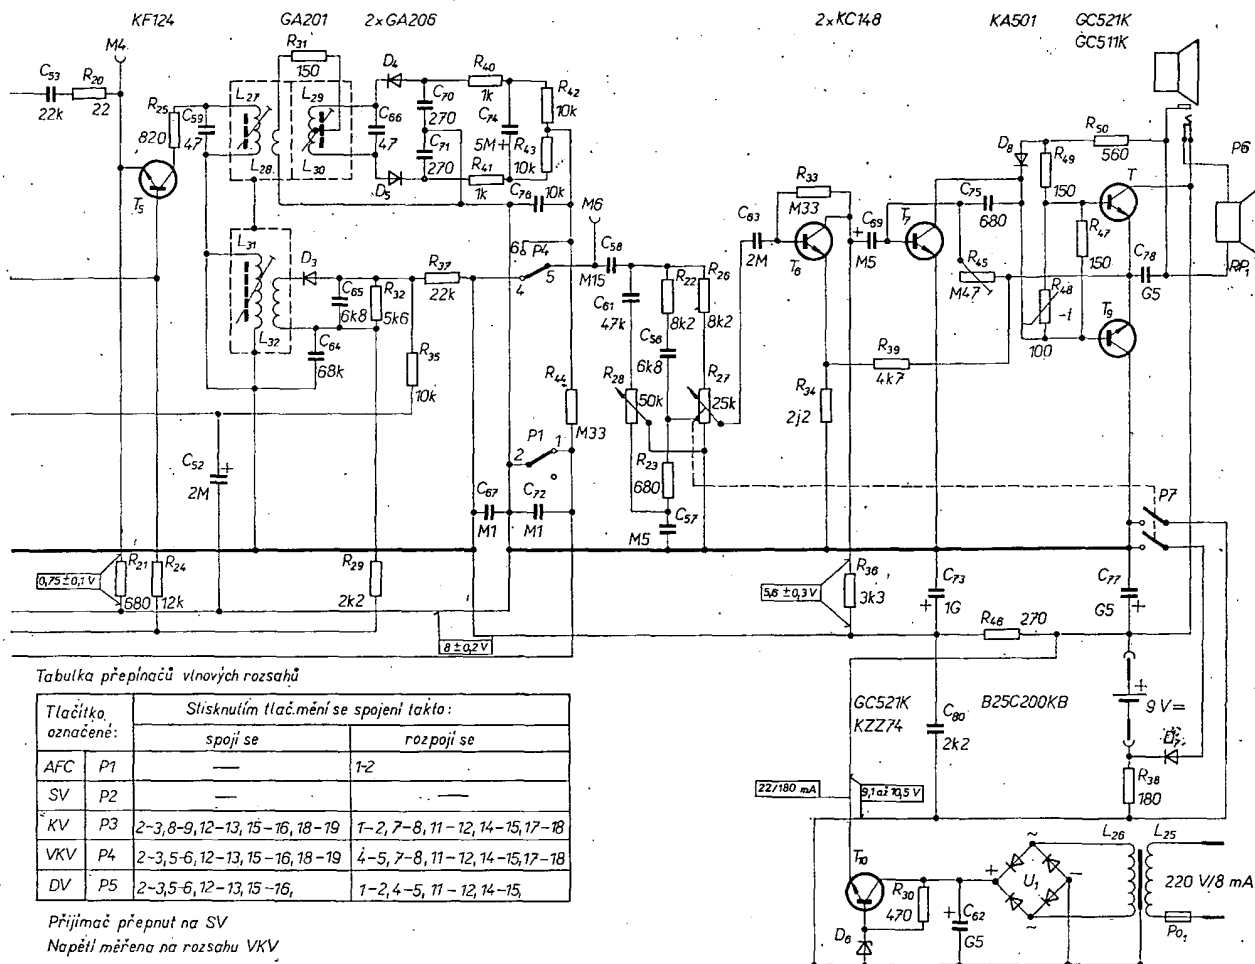 KF124 GA201 2xGA206 2xKC148 KA501 GC521K
GC511K
M4
C53 22k
R20 22
R25 820
C59 47
T5
L27
L28
L29
L30
R31 150
D4
D5
C66 47
C70 270
C71 270
R40 1k
R41 1k
C74 5M +
R42 10k
R43 10k
C76 10k
M6
6 P4
4 5
C58 M15
L31
L32
D3
C65 6k8
R32 5k6
C64 68k
R37 22k
R35 10k
C52 + 2M
R44 M33
P1
2 1
C67 M1
C72 M1
C61 47k
R22 8k2
R26 8k2
C56 6k8
R28 50k
R27 25k
R23 680
C57 M5
C63 2M
R33 M33
T6
+ C69 M5
T7
R34 2j2
R39 4k7
C75 680
R45 M47
D8
R49 150
R50 560
R47 150
R48 -t 100
T
T9
C78 G5
P6
RP1
P7
0,75 ± 0,1 V
R21 680
R24 12k
R29 2k2
8 ± 0,2 V
5,6 ± 0,3 V
R36 3k3
C73 + 1G
R46 270
C77 G5 +
Tabulka přepínačů vlnových rozsahů
Tlačítko označené: Stisknutím tlač. mění se spojení takto:
spojí se rozpojí se
AFC P1 — 1-2
SV P2 — —
KV P3 2-3, 8-9, 12-13, 15-16, 18-19 1-2, 7-8, 11-12, 14-15, 17-18
VKV P4 2-3, 5-6, 12-13, 15-16, 18-19 4-5, 7-8, 11-12, 14-15, 17-18
DV P5 2-3, 5-6, 12-13, 15-16, 1-2, 4-5, 11-12, 14-15,
Přijímač přepnut na SV
Napětí měřena na rozsahu VKV
GC521K
KZZ74
C80 2k2
B25C200KB
+ 9 V=
R38 180
22/180 mA
9,1 až 10,5 V
T10
R30 470
D6
+ C62 G5
+ U1 −
~
~
L26 L25
220 V/8 mA
Po1